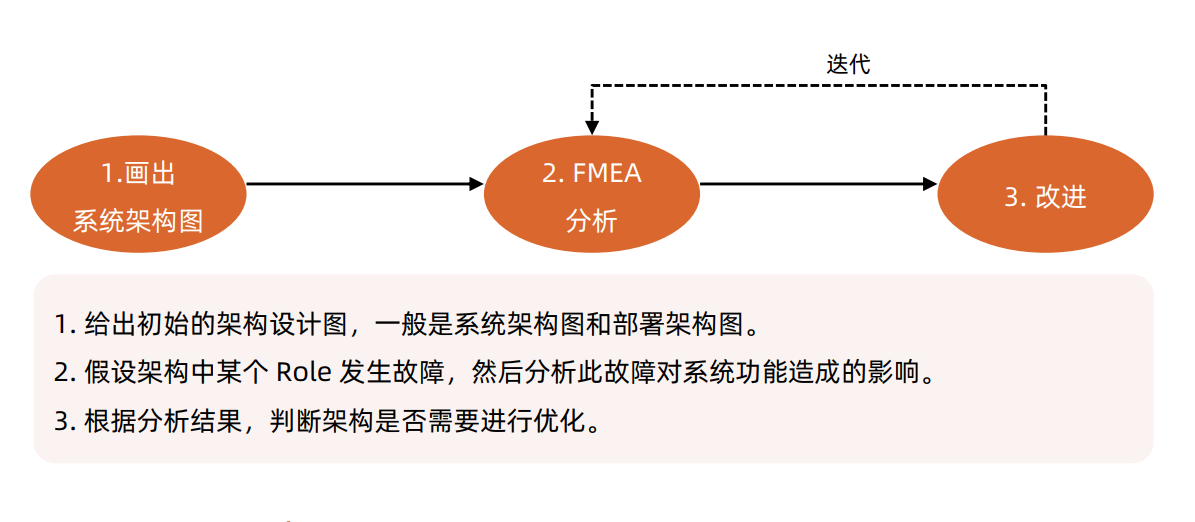 迭代
1.画出
系统架构图
2. FMEA
分析
3. 改进
1. 给出初始的架构设计图，一般是系统架构图和部署架构图。
2. 假设架构中某个 Role 发生故障，然后分析此故障对系统功能造成的影响。
3. 根据分析结果，判断架构是否需要进行优化。